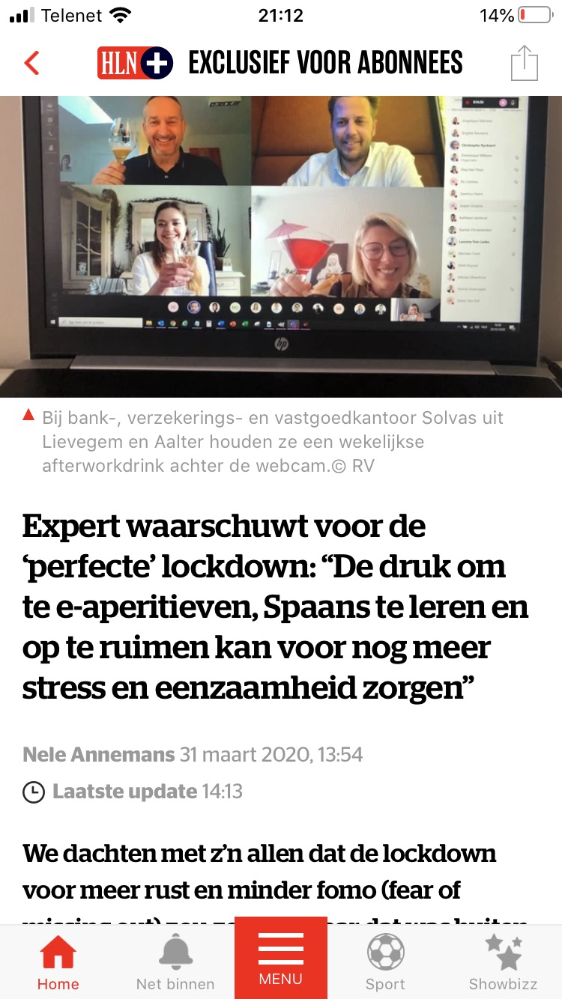 Telenet
21:12
14%
HLN+ EXCLUSIEF VOOR ABONNEES
hp
Bij bank-, verzekerings- en vastgoedkantoor Solvas uit
Lievegem en Aalter houden ze een wekelijkse
afterworkdrink achter de webcam.© RV
Expert waarschuwt voor de
‘perfecte’ lockdown: “De druk om
te e-aperitieven, Spaans te leren en
op te ruimen kan voor nog meer
stress en eenzaamheid zorgen”
Nele Annemans 31 maart 2020, 13:54
Laatste update 14:13
We dachten met z’n allen dat de lockdown
voor meer rust en minder fomo (fear of
Home
Net binnen
MENU
Sport
Showbizz